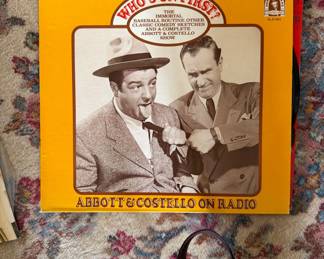 WHO'S ON FIRST?
THE
IMMORTAL
BASEBALL ROUTINE, OTHER
CLASSIC COMEDY SKETCHES
AND A COMPLETE
ABBOTT & COSTELLO
SHOW
ABBOTT & COSTELLO ON RADIO